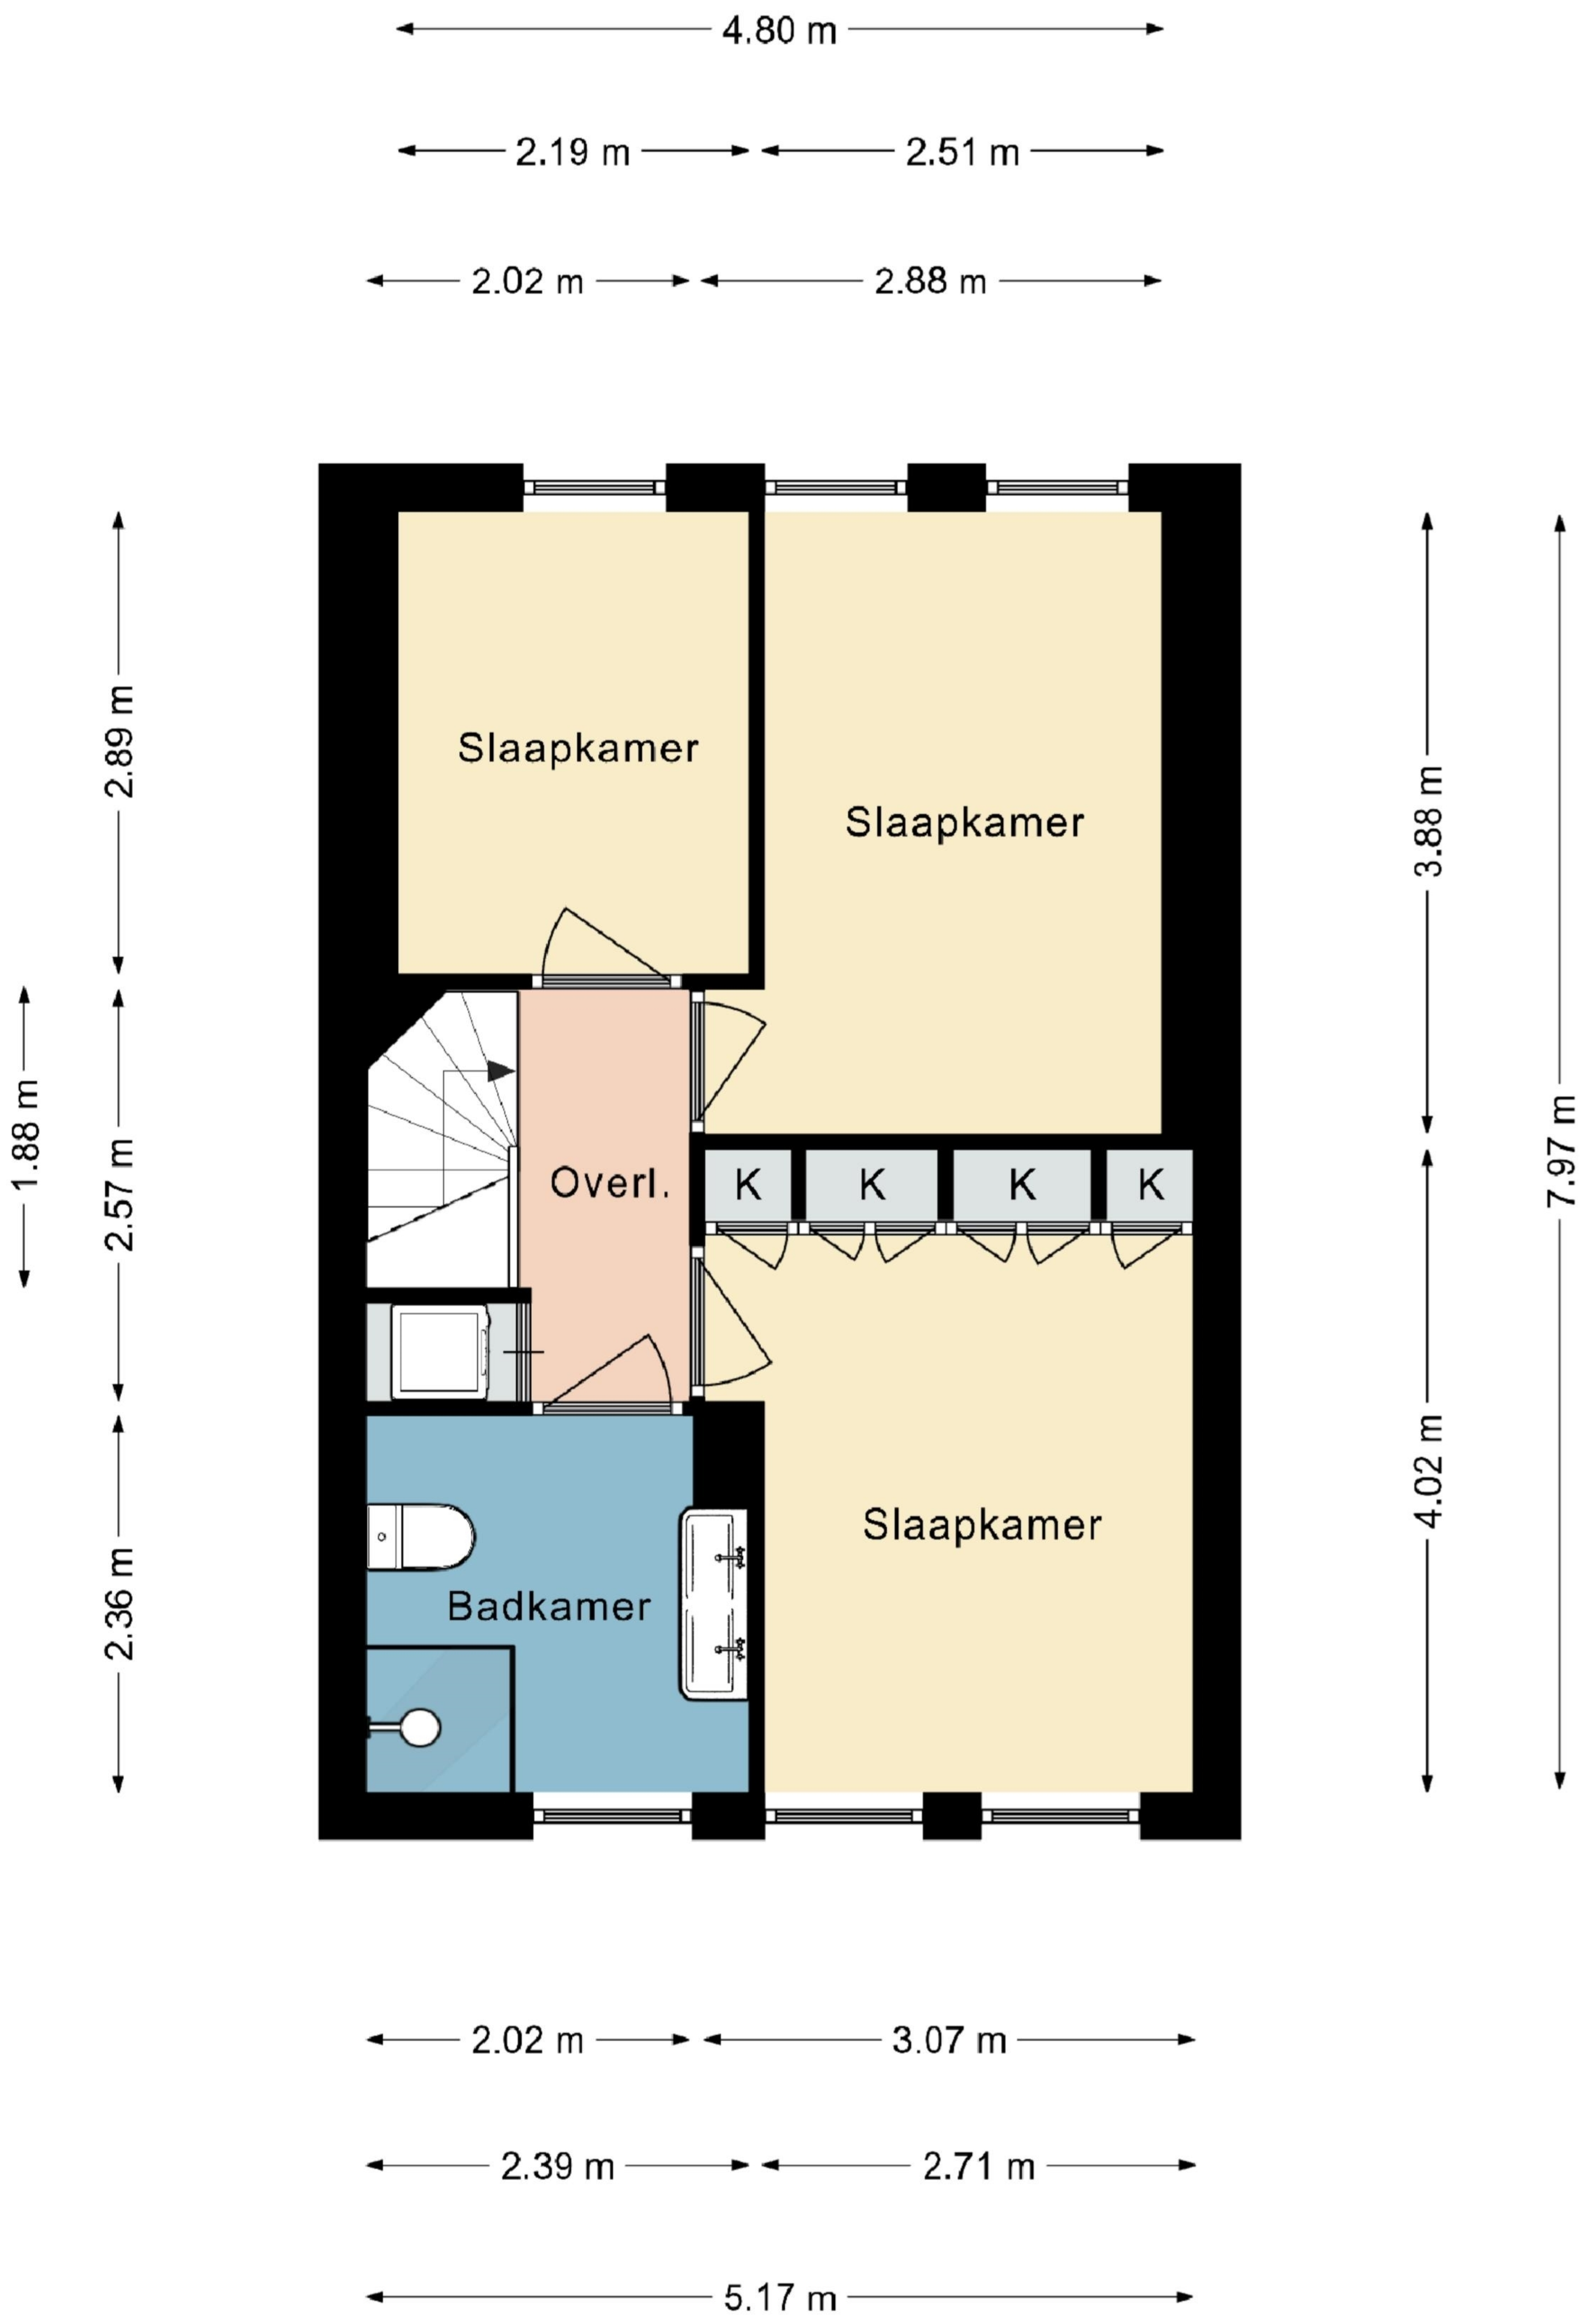 4.80 m
2.19 m
2.51 m
2.02 m
2.88 m
2.89 m
Slaapkamer
Slaapkamer
3.88 m
1.88 m
2.57 m
7.97 m
Overl.
K
K
K
K
4.02 m
Slaapkamer
2.36 m
Badkamer
2.02 m
3.07 m
2.39 m
2.71 m
5.17 m